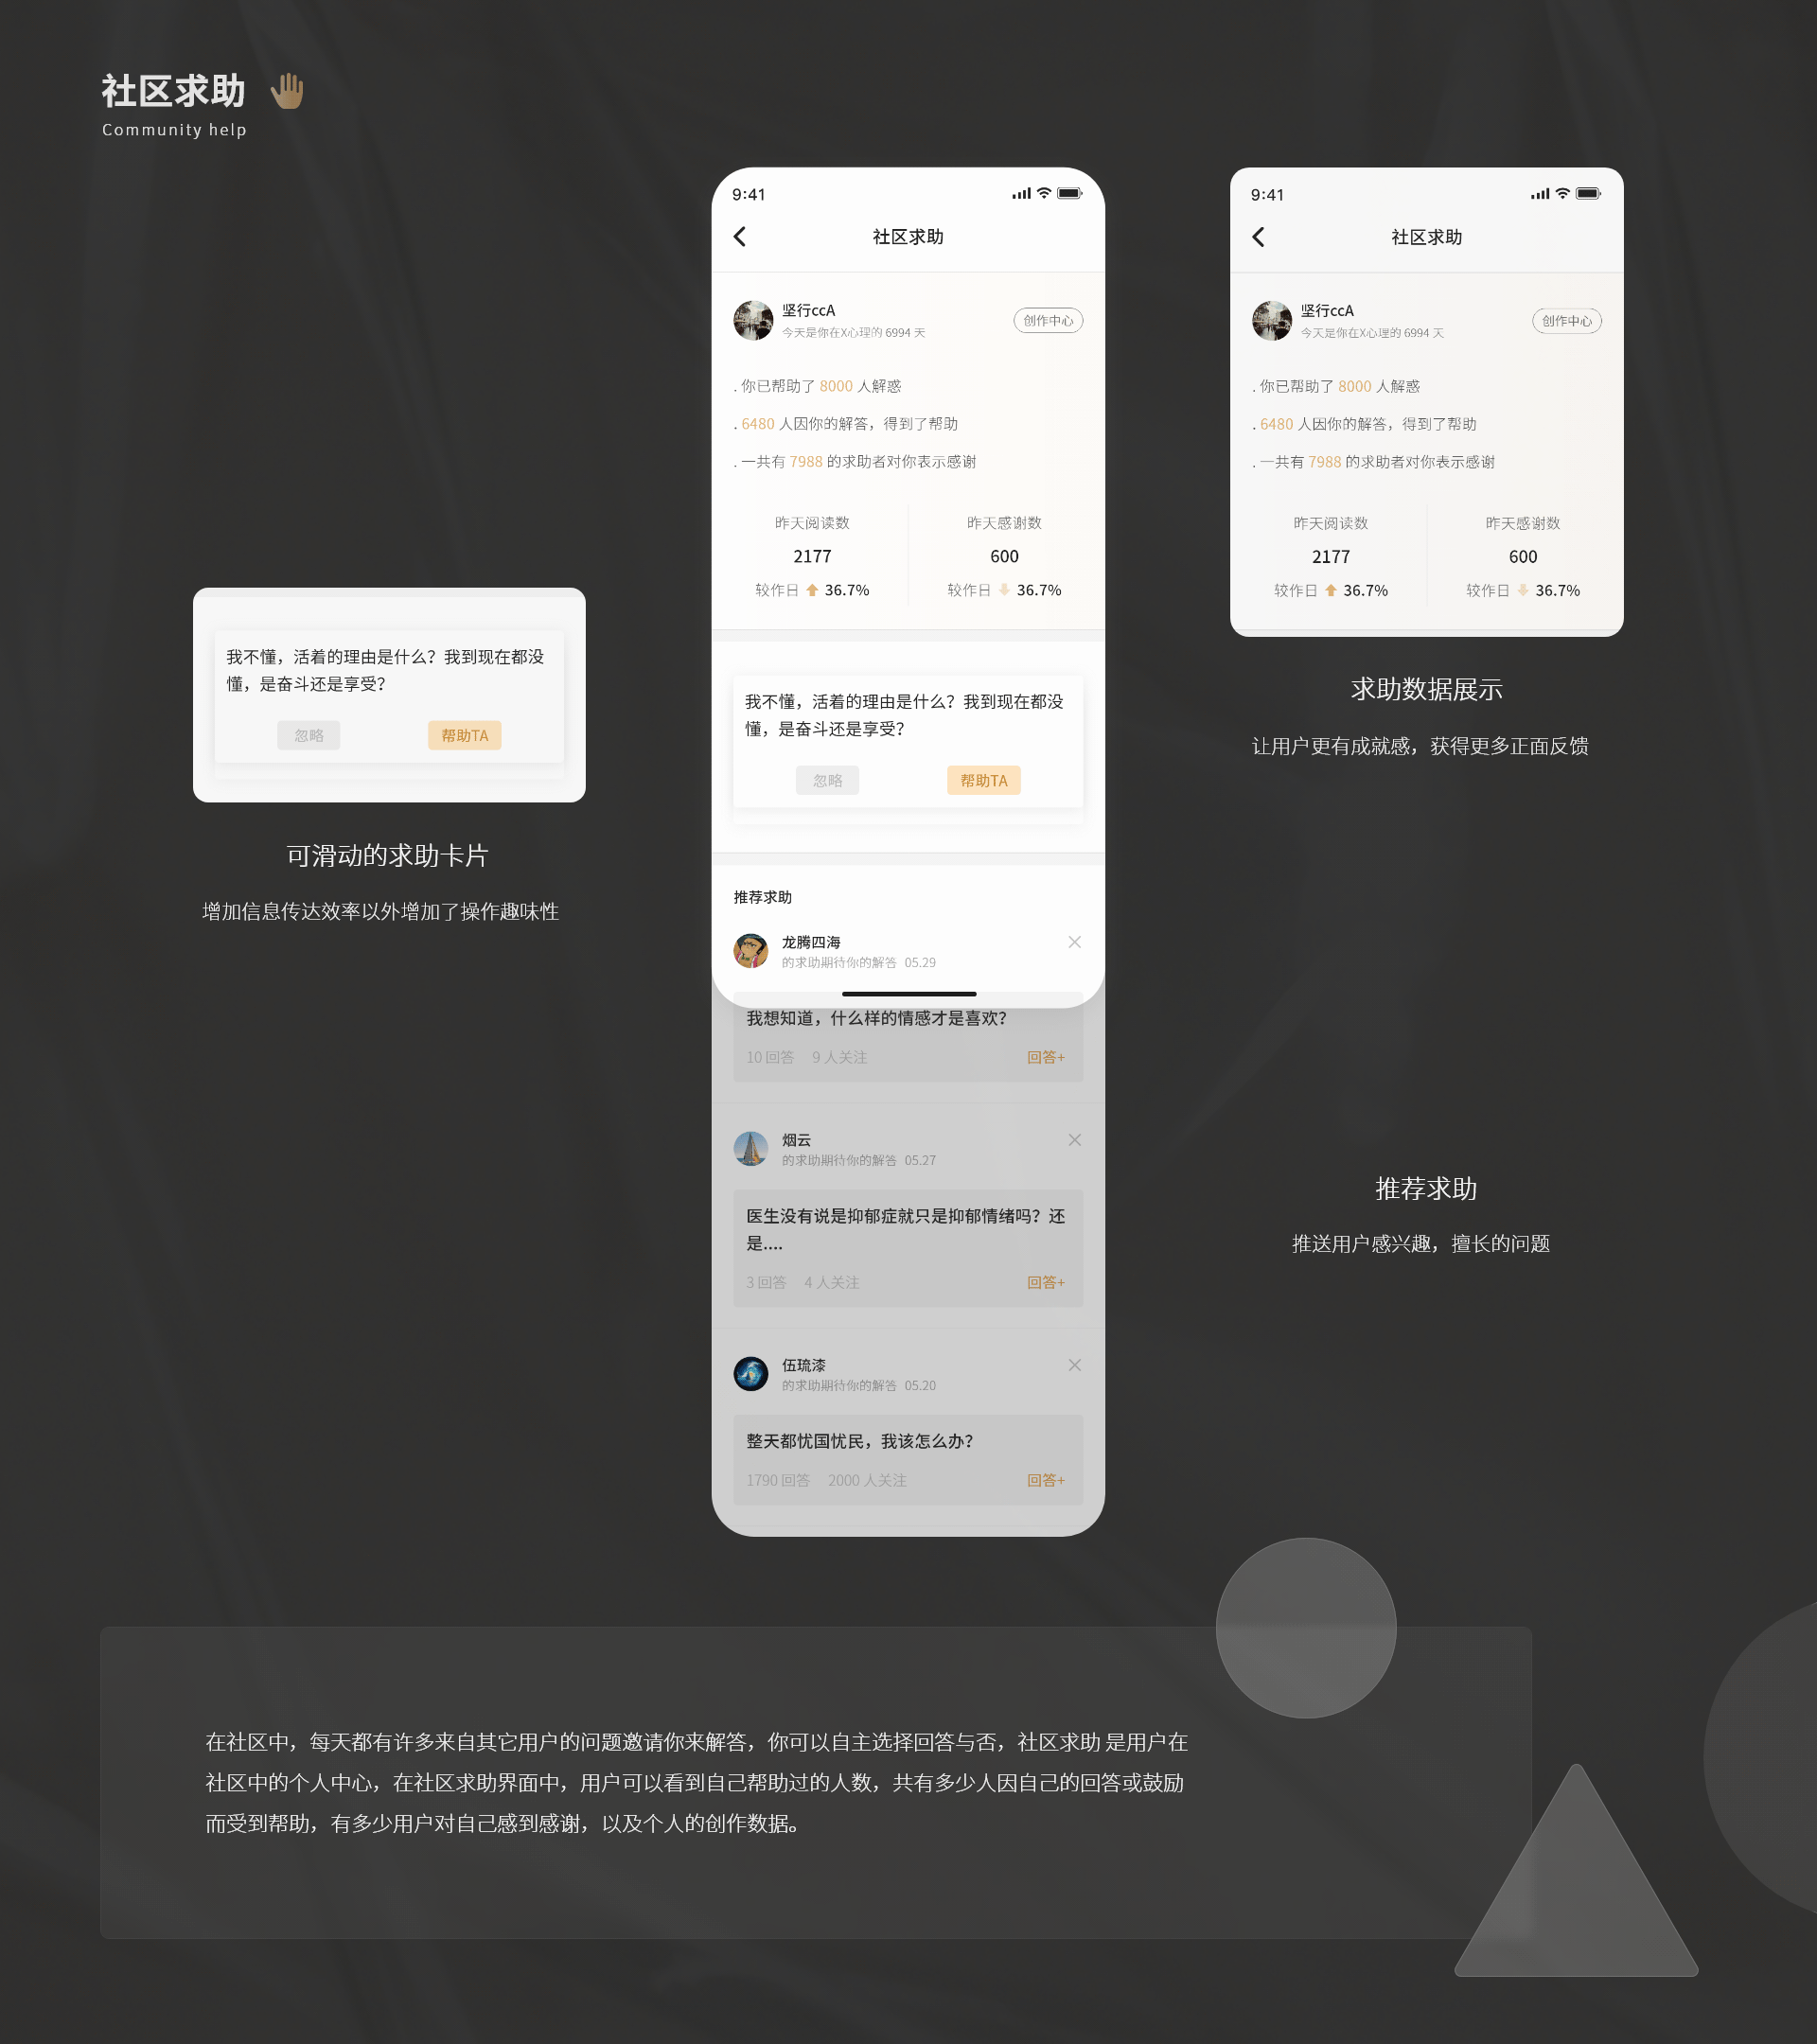 社区求助
Community help
9:41
社区求助
坚行ccA
今天是你在X心理的 6994 天
创作中心
. 你已帮助了 8000 人解惑
. 6480 人因你的解答，得到了帮助
. 一共有 7988 的求助者对你表示感谢
昨天阅读数
2177
较作日 36.7%
昨天感谢数
600
较作日 36.7%
我不懂，活着的理由是什么？我到现在都没
懂，是奋斗还是享受？
忽略
帮助TA
推荐求助
龙腾四海
的求助期待你的解答 05.29
我想知道，什么样的情感才是喜欢？
10 回答 9 人关注
回答+
烟云
的求助期待你的解答 05.27
医生没有说是抑郁症就只是抑郁情绪吗？还
是....
3 回答 4 人关注
回答+
伍琉漆
的求助期待你的解答 05.20
整天都忧国忧民，我该怎么办？
1790 回答 2000 人关注
回答+
我不懂，活着的理由是什么？我到现在都没
懂，是奋斗还是享受？
忽略
帮助TA
可滑动的求助卡片
增加信息传达效率以外增加了操作趣味性
9:41
社区求助
坚行ccA
今天是你在X心理的 6994 天
创作中心
. 你已帮助了 8000 人解惑
. 6480 人因你的解答，得到了帮助
. 一共有 7988 的求助者对你表示感谢
昨天阅读数
2177
较作日 36.7%
昨天感谢数
600
较作日 36.7%
求助数据展示
让用户更有成就感，获得更多正面反馈
推荐求助
推送用户感兴趣，擅长的问题
在社区中，每天都有许多来自其它用户的问题邀请你来解答，你可以自主选择回答与否，社区求助 是用户在
社区中的个人中心，在社区求助界面中，用户可以看到自己帮助过的人数，共有多少人因自己的回答或鼓励
而受到帮助，有多少用户对自己感到感谢，以及个人的创作数据。